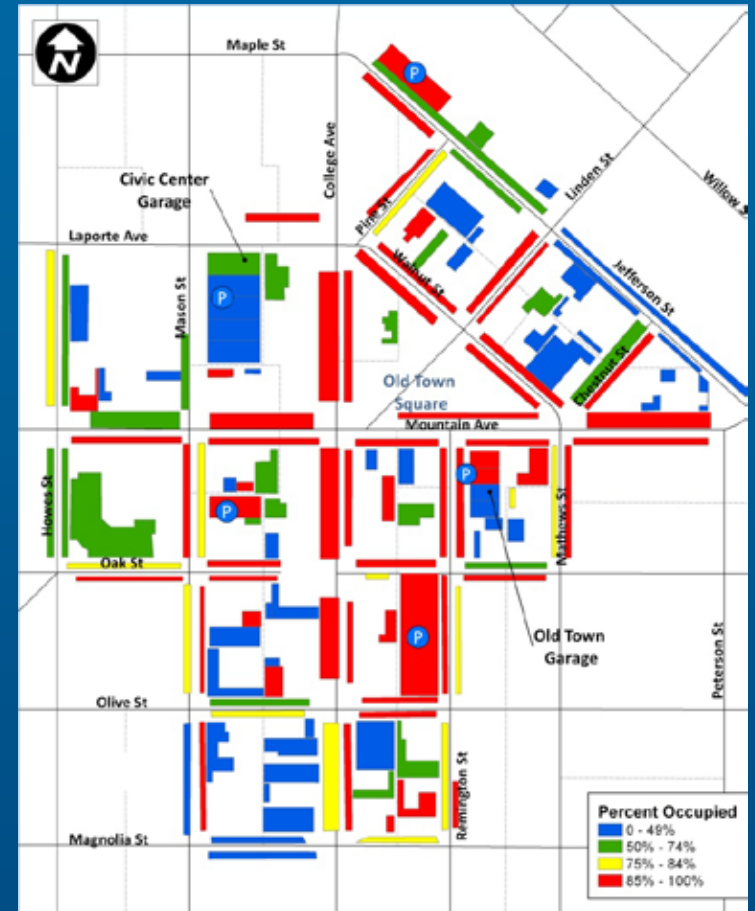 N
Maple St
P
College Ave
Linden St
Willow S
Civic Center
Garage
Pine St
Laporte Ave
Walnut St
Jefferson St
Mason St
P
Chestnut St
Old Town
Square
Mountain Ave
Howes St
P
P
Mathews St
Oak St
P
Old Town
Garage
Peterson St
Olive St
Remington St
Magnolia St
Percent Occupied
0 - 49%
50% - 74%
75% - 84%
85% - 100%